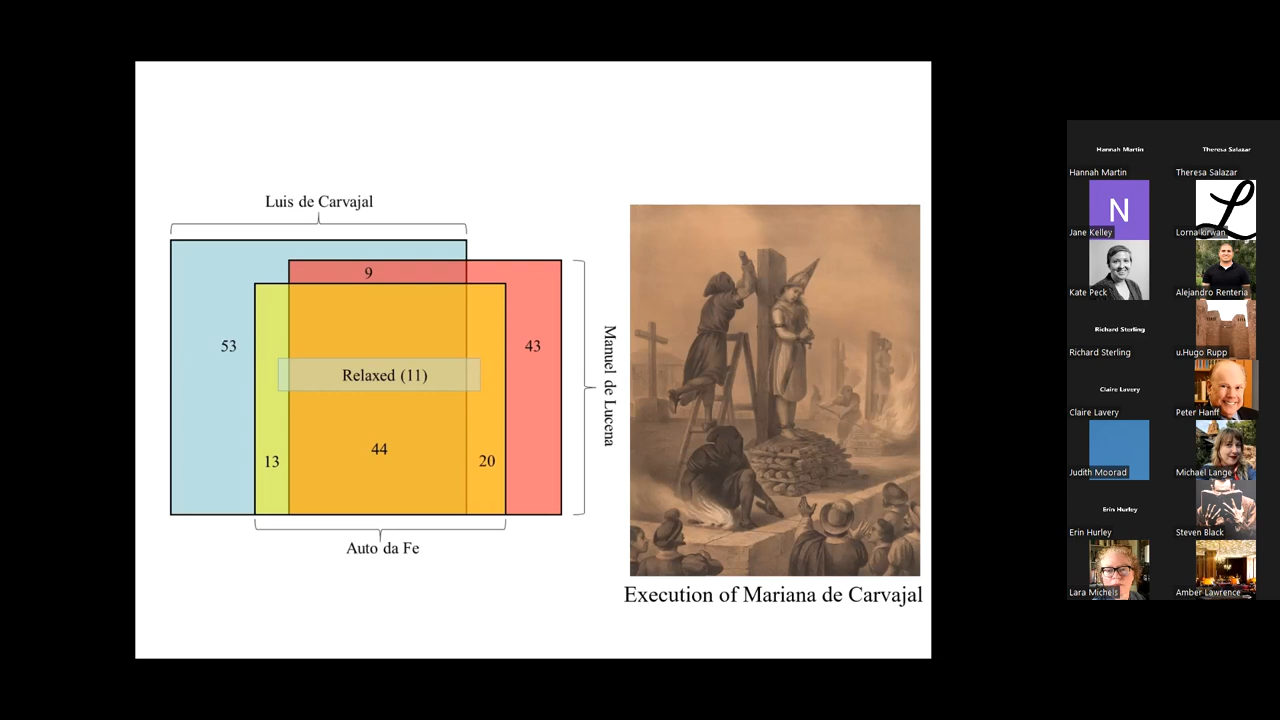 Luis de Carvajal
9
53
43
Relaxed (11)
Manuel de Lucena
44
13
20
Auto da Fe
Execution of Mariana de Carvajal
Hannah Martin
Theresa Salazar
Hannah Martin
Theresa Salazar
N
L
Jane Kelley
Lorna kirwan
Kate Peck
Alejandro Renteria
Richard Sterling
Richard Sterling
u.Hugo Rupp
Claire Lavery
Claire Lavery
Peter Hanff
Judith Moorad
Michael Lange
Erin Hurley
Erin Hurley
Steven Black
Lara Michels
Amber Lawrence